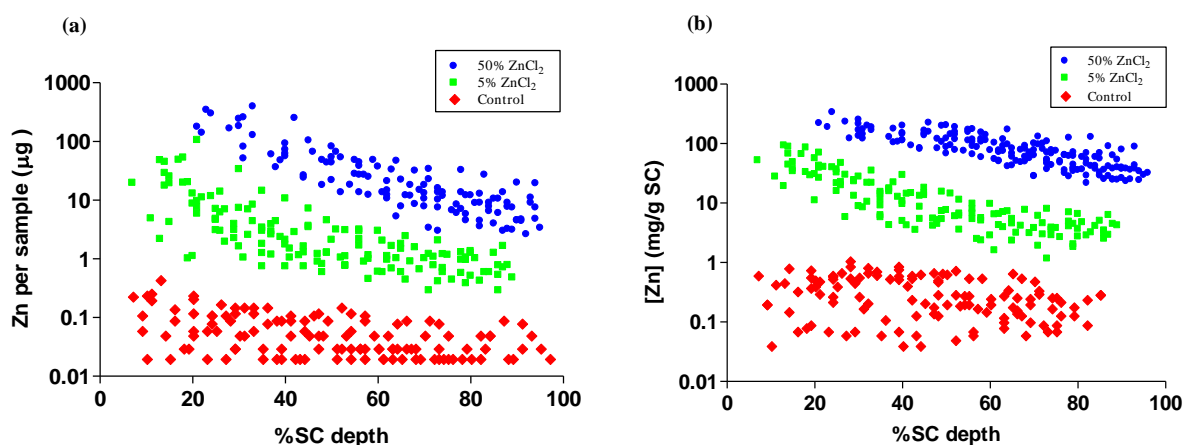 (a)
50% ZnCl₂
5% ZnCl₂
Control
1000
100
10
1
0.1
0.01
Zn per sample (µg)
0
20
40
60
80
100
%SC depth
(b)
50% ZnCl₂
5% ZnCl₂
Control
1000
100
10
1
0.1
0.01
[Zn] (mg/g SC)
0
20
40
60
80
100
%SC depth